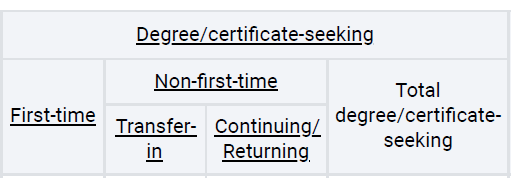 Degree/certificate-seeking
Non-first-time
First-time
Transfer-
in
Continuing/
Returning
Total
degree/certificate-
seeking